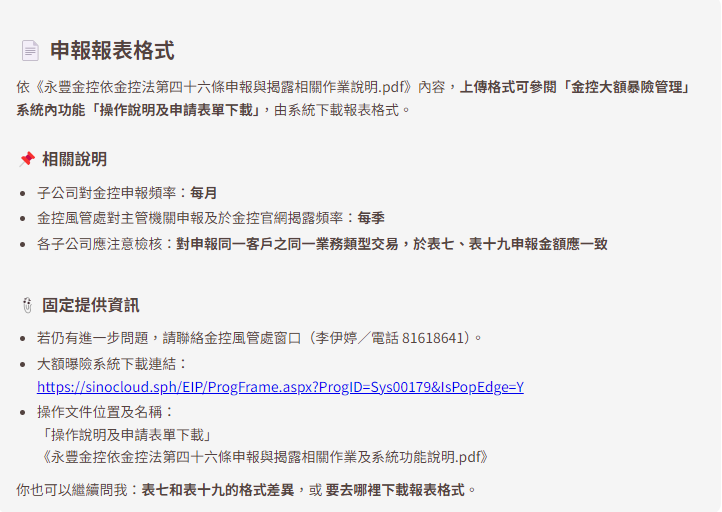 申報報表格式
依《永豐金控依金控法第四十六條申報與揭露相關作業說明.pdf》內容，上傳格式可參閱「金控大額暴險管理」
系統內功能「操作說明及申請表單下載」，由系統下載報表格式。
📌 相關說明
• 子公司對金控申報頻率：每月
• 金控風管處對主管機關申報及於金控官網揭露頻率：每季
• 各子公司應注意檢核：對申報同一客戶之同一業務類型交易，於表七、表十九申報金額應一致
固定提供資訊
• 若仍有進一步問題，請聯絡金控風管處窗口（李伊婷／電話 81618641）。
• 大額曝險系統下載連結：
https://sinocloud.sph/EIP/ProgFrame.aspx?ProgID=Sys00179&IsPopEdge=Y
• 操作文件位置及名稱：
「操作說明及申請表單下載」
《永豐金控依金控法第四十六條申報與揭露相關作業及系統功能說明.pdf》
你也可以繼續問我：表七和表十九的格式差異，或 要去哪裡下載報表格式。